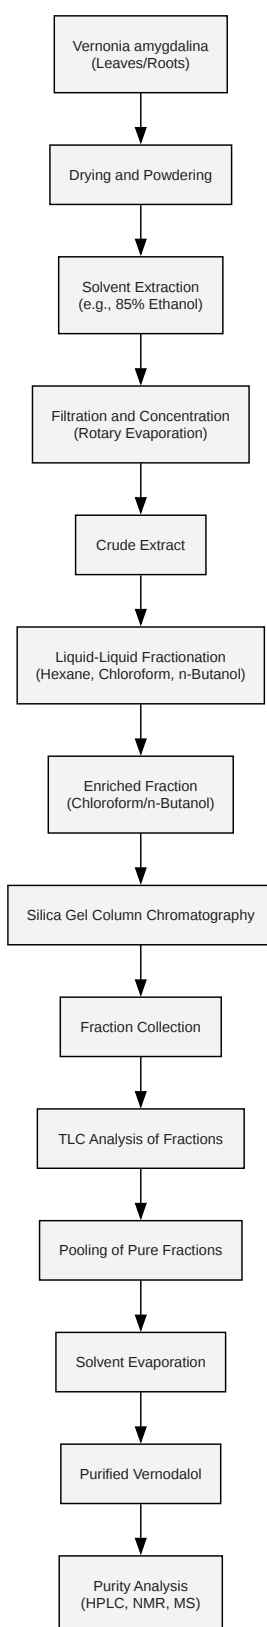 Vernonia amygdalina
(Leaves/Roots)
Drying and Powdering
Solvent Extraction
(e.g., 85% Ethanol)
Filtration and Concentration
(Rotary Evaporation)
Crude Extract
Liquid-Liquid Fractionation
(Hexane, Chloroform, n-Butanol)
Enriched Fraction
(Chloroform/n-Butanol)
Silica Gel Column Chromatography
Fraction Collection
TLC Analysis of Fractions
Pooling of Pure Fractions
Solvent Evaporation
Purified Vernodalol
Purity Analysis
(HPLC, NMR, MS)